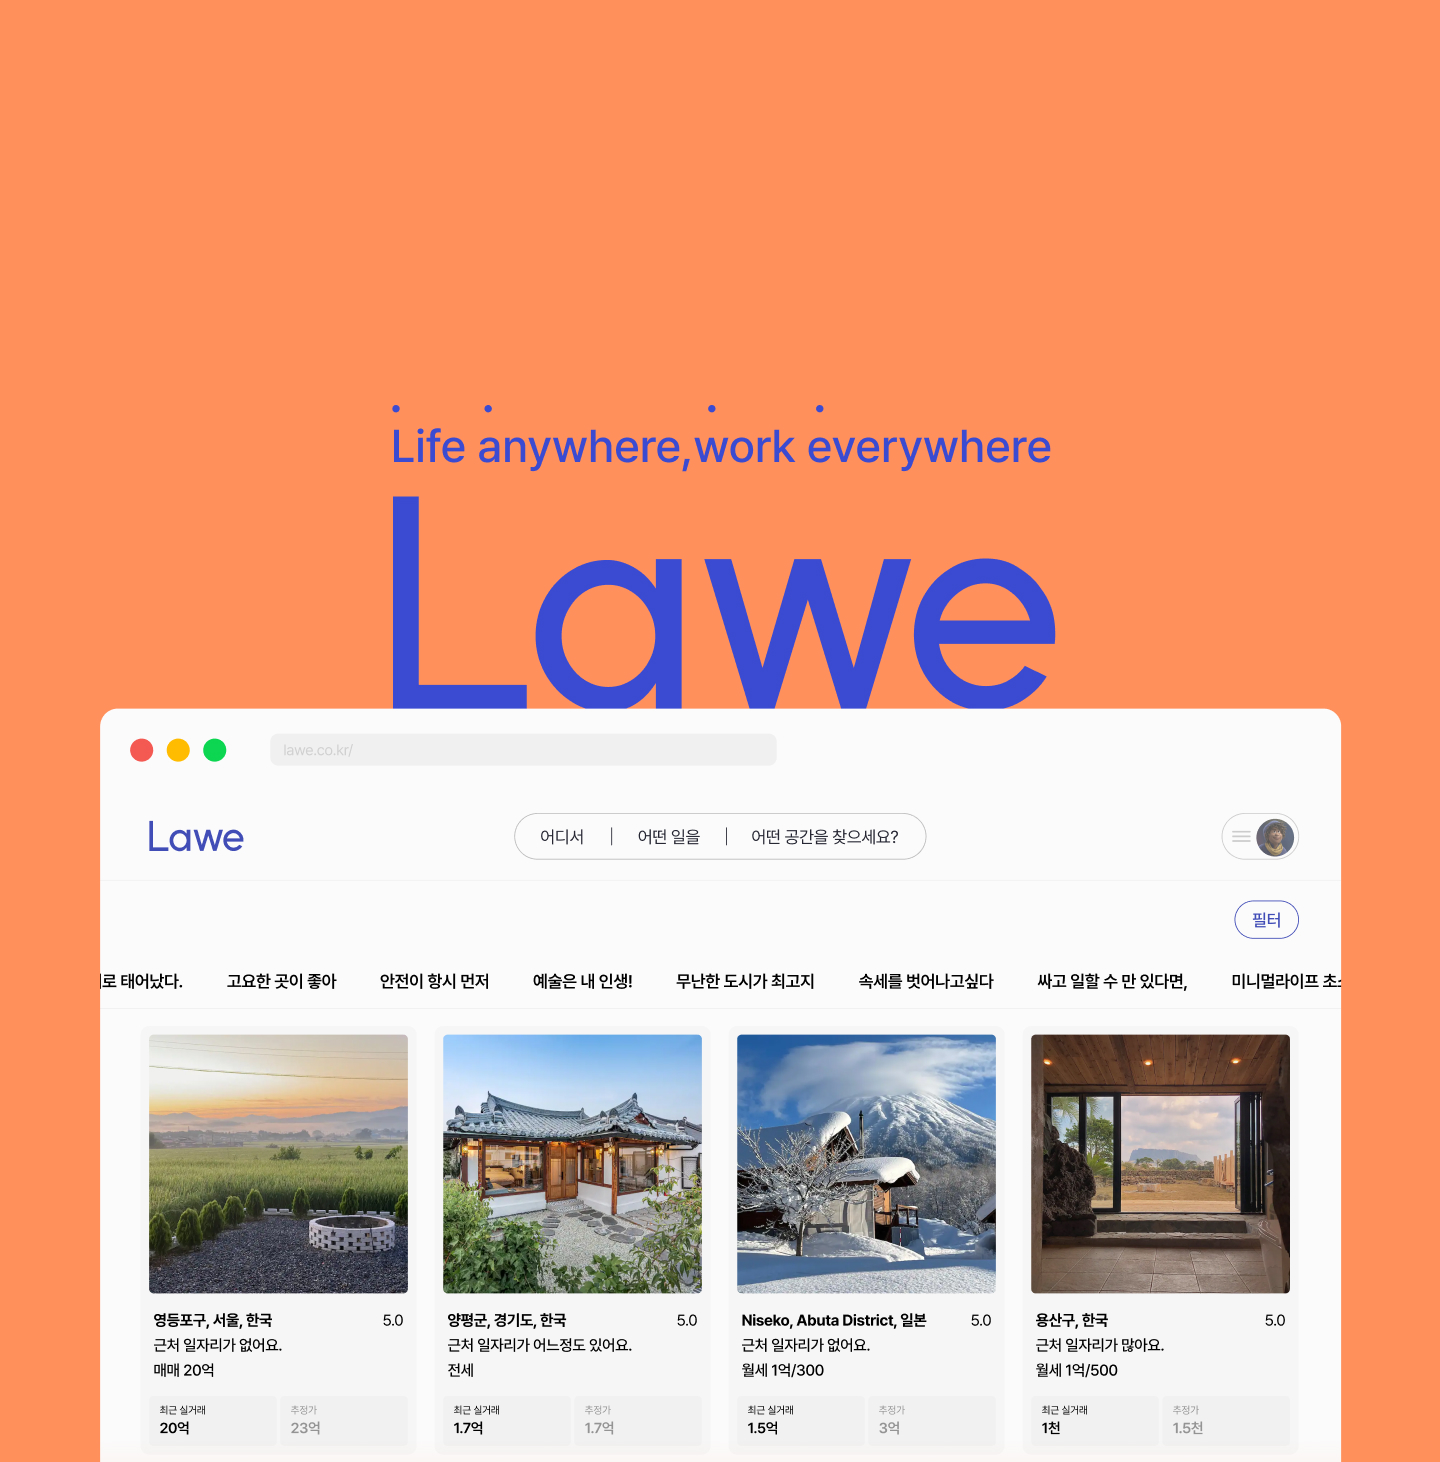 Life anywhere,work everywhere
Lawe
lawe.co.kr/
Lawe
어디서 | 어떤 일을 | 어떤 공간을 찾으세요?
필터
로 태어났다. 고요한 곳이 좋아 안전이 항시 먼저 예술은 내 인생! 무난한 도시가 최고지 속세를 벗어나고싶다 싸고 일할 수 만 있다면, 미니멀라이프
영등포구, 서울, 한국 5.0
근처 일자리가 없어요.
매매 20억
최근 실거래 추정가
20억 23억
양평군, 경기도, 한국 5.0
근처 일자리가 어느정도 있어요.
전세
최근 실거래 추정가
1.7억 1.7억
Niseko, Abuta District, 일본 5.0
근처 일자리가 없어요.
월세 1억/300
최근 실거래 추정가
1.5억 3억
용산구, 한국 5.0
근처 일자리가 많아요.
월세 1억/500
최근 실거래 추정가
1천 1.5천